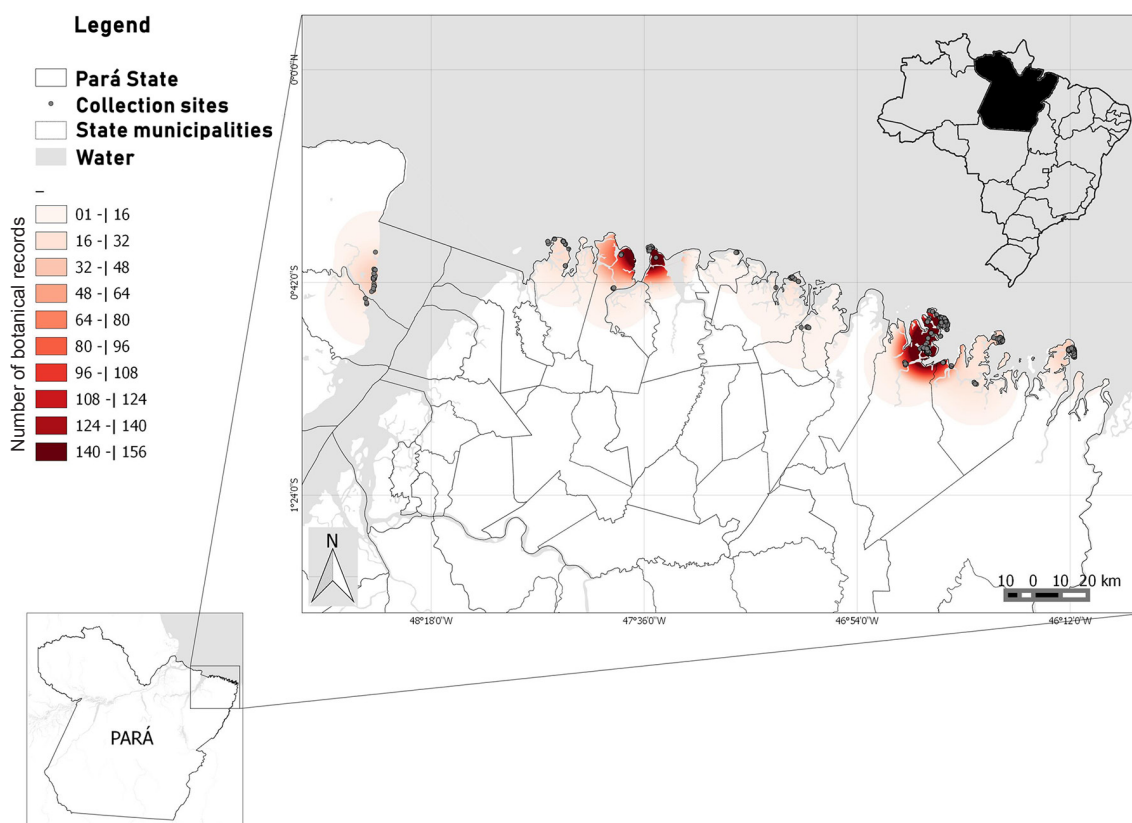 Legend
Pará State
Collection sites
State municipalities
Water
–
Number of botanical records
01 -| 16
16 -| 32
32 -| 48
48 -| 64
64 -| 80
80 -| 96
96 -| 108
108 -| 124
124 -| 140
140 -| 156
0°0'0"N
0°42'0"S
1°24'0"S
N
10 0 10 20 km
48°18'0"W
47°36'0"W
46°54'0"W
46°12'0"W
PARÁ